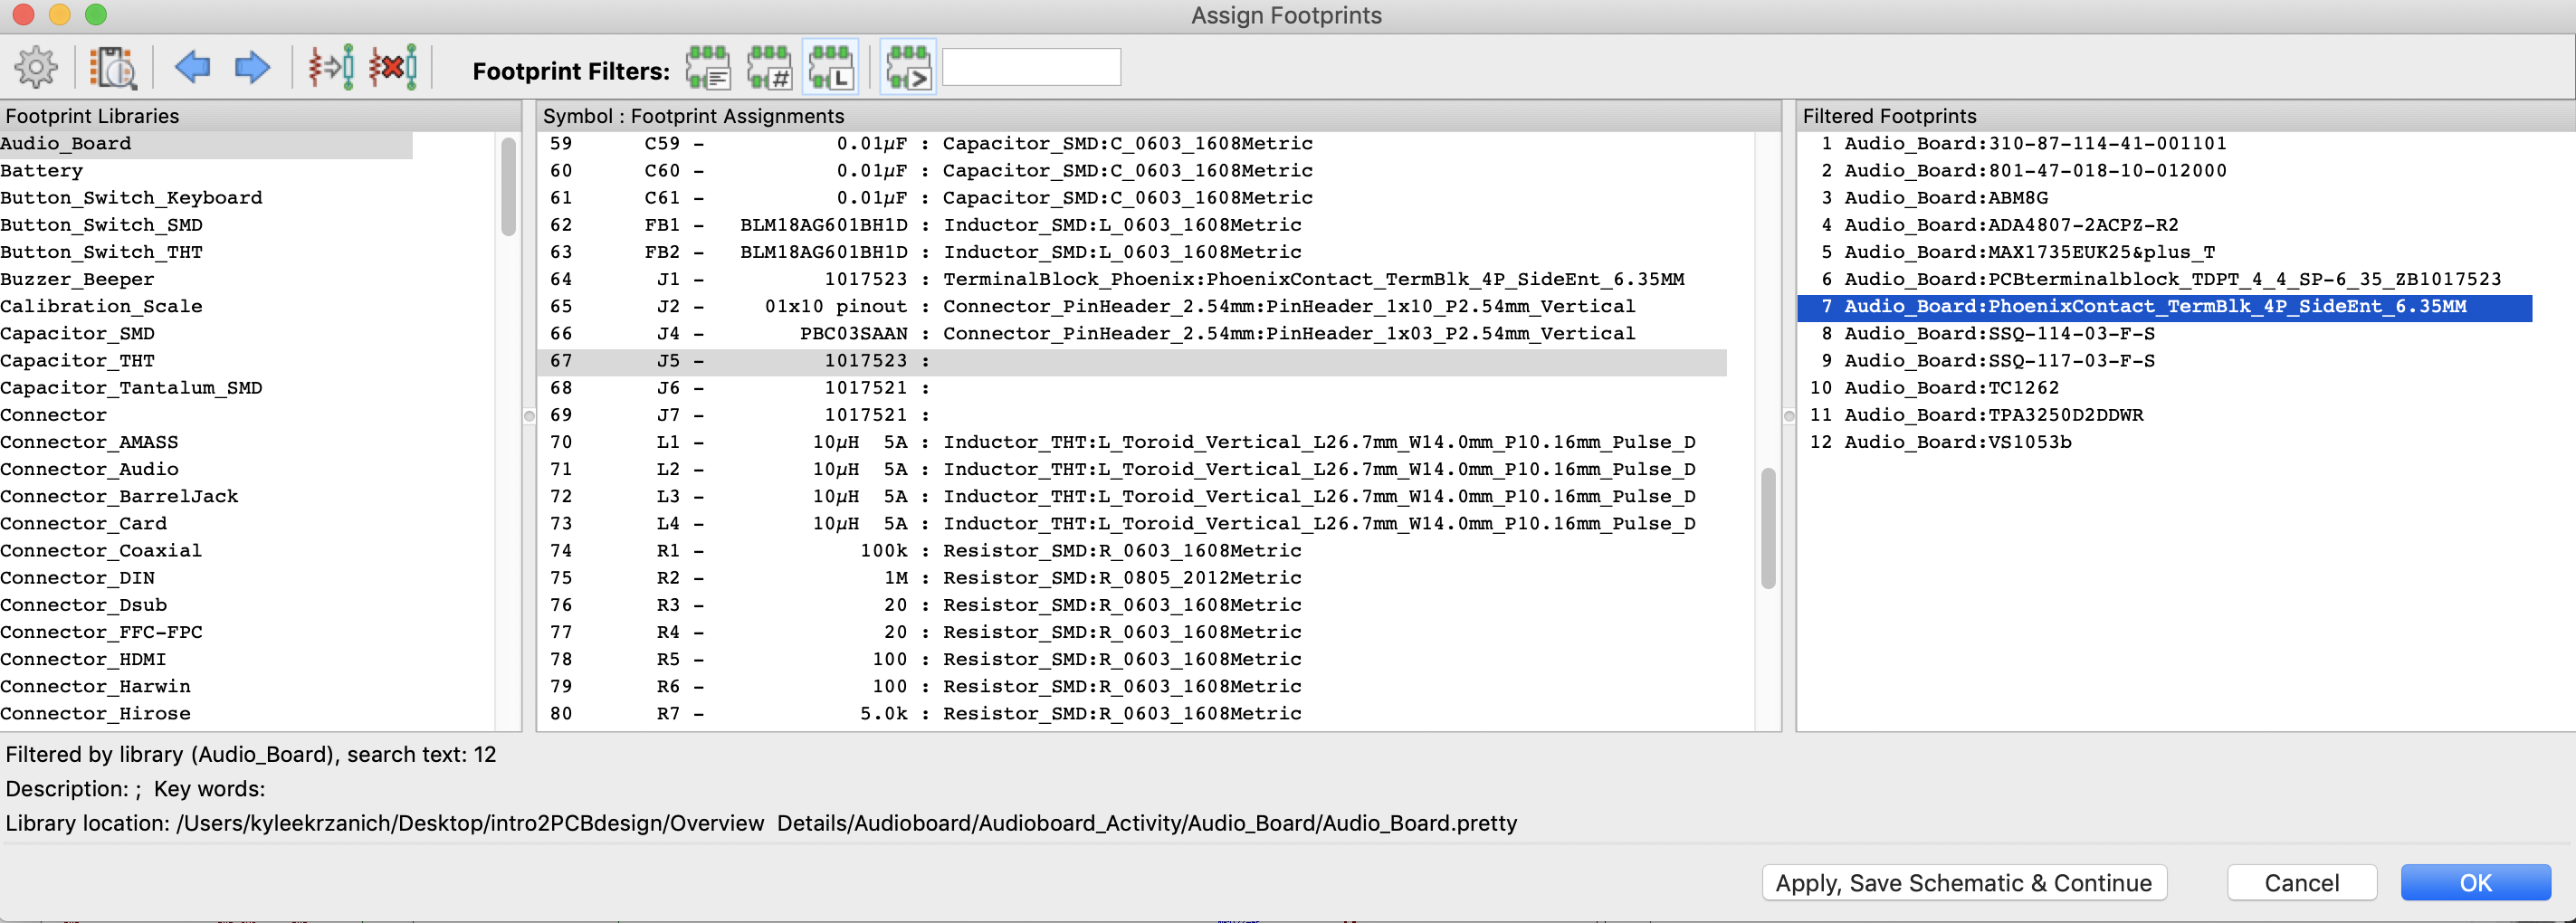 Assign Footprints
Footprint Filters:
Footprint Libraries
Audio_Board
Battery
Button_Switch_Keyboard
Button_Switch_SMD
Button_Switch_THT
Buzzer_Beeper
Calibration_Scale
Capacitor_SMD
Capacitor_THT
Capacitor_Tantalum_SMD
Connector
Connector_AMASS
Connector_Audio
Connector_BarrelJack
Connector_Card
Connector_Coaxial
Connector_DIN
Connector_Dsub
Connector_FFC-FPC
Connector_HDMI
Connector_Harwin
Connector_Hirose
Symbol : Footprint Assignments
59 C59 - 0.01µF : Capacitor_SMD:C_0603_1608Metric
60 C60 - 0.01µF : Capacitor_SMD:C_0603_1608Metric
61 C61 - 0.01µF : Capacitor_SMD:C_0603_1608Metric
62 FB1 - BLM18AG601BH1D : Inductor_SMD:L_0603_1608Metric
63 FB2 - BLM18AG601BH1D : Inductor_SMD:L_0603_1608Metric
64 J1 - 1017523 : TerminalBlock_Phoenix:PhoenixContact_TermBlk_4P_SideEnt_6.35MM
65 J2 - 01x10 pinout : Connector_PinHeader_2.54mm:PinHeader_1x10_P2.54mm_Vertical
66 J4 - PBC03SAAN : Connector_PinHeader_2.54mm:PinHeader_1x03_P2.54mm_Vertical
67 J5 - 1017523 :
68 J6 - 1017521 :
69 J7 - 1017521 :
70 L1 - 10µH 5A : Inductor_THT:L_Toroid_Vertical_L26.7mm_W14.0mm_P10.16mm_Pulse_D
71 L2 - 10µH 5A : Inductor_THT:L_Toroid_Vertical_L26.7mm_W14.0mm_P10.16mm_Pulse_D
72 L3 - 10µH 5A : Inductor_THT:L_Toroid_Vertical_L26.7mm_W14.0mm_P10.16mm_Pulse_D
73 L4 - 10µH 5A : Inductor_THT:L_Toroid_Vertical_L26.7mm_W14.0mm_P10.16mm_Pulse_D
74 R1 - 100k : Resistor_SMD:R_0603_1608Metric
75 R2 - 1M : Resistor_SMD:R_0805_2012Metric
76 R3 - 20 : Resistor_SMD:R_0603_1608Metric
77 R4 - 20 : Resistor_SMD:R_0603_1608Metric
78 R5 - 100 : Resistor_SMD:R_0603_1608Metric
79 R6 - 100 : Resistor_SMD:R_0603_1608Metric
80 R7 - 5.0k : Resistor_SMD:R_0603_1608Metric
Filtered Footprints
1 Audio_Board:310-87-114-41-001101
2 Audio_Board:801-47-018-10-012000
3 Audio_Board:ABM8G
4 Audio_Board:ADA4807-2ACPZ-R2
5 Audio_Board:MAX1735EUK25&plus_T
6 Audio_Board:PCBterminalblock_TDPT_4_4_SP-6_35_ZB1017523
7 Audio_Board:PhoenixContact_TermBlk_4P_SideEnt_6.35MM
8 Audio_Board:SSQ-114-03-F-S
9 Audio_Board:SSQ-117-03-F-S
10 Audio_Board:TC1262
11 Audio_Board:TPA3250D2DDWR
12 Audio_Board:VS1053b
Filtered by library (Audio_Board), search text: 12
Description: ; Key words:
Library location: /Users/kyleekrzanich/Desktop/intro2PCBdesign/Overview Details/Audioboard/Audioboard_Activity/Audio_Board/Audio_Board.pretty
Apply, Save Schematic & Continue
Cancel
OK